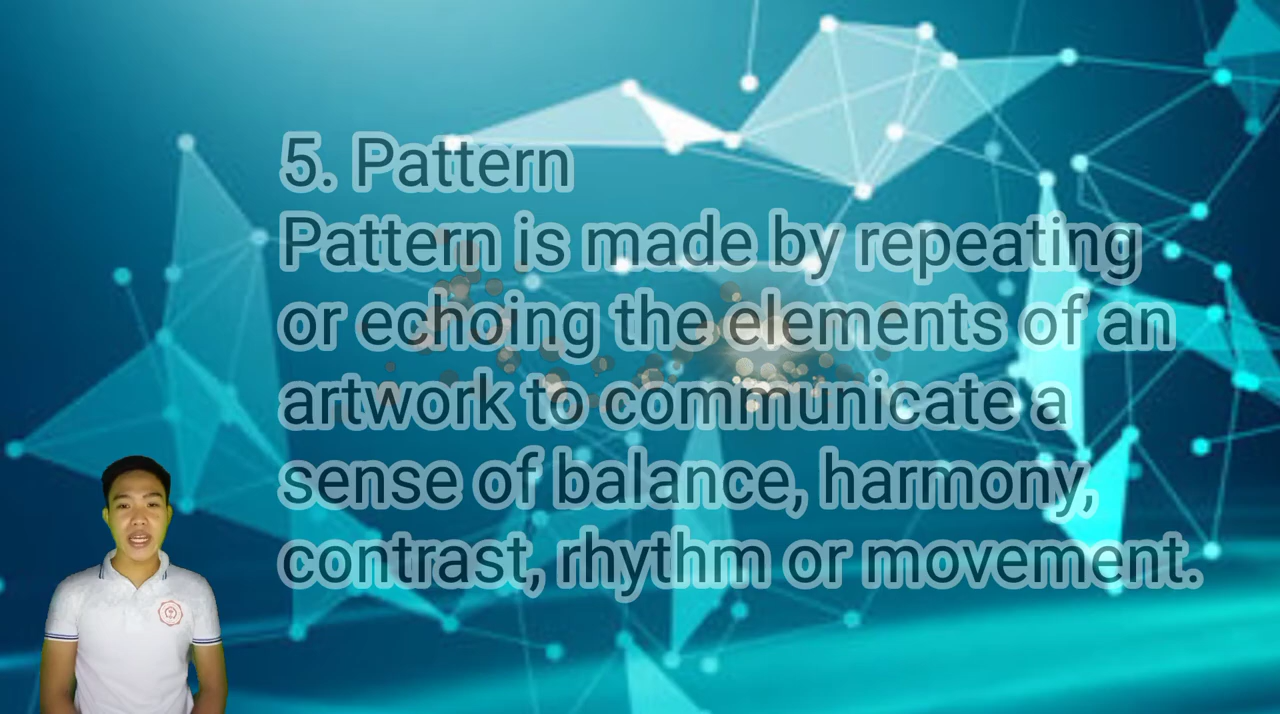 5. Pattern
Pattern is made by repeating
or echoing the elements of an
artwork to communicate a
sense of balance, harmony,
contrast, rhythm or movement.